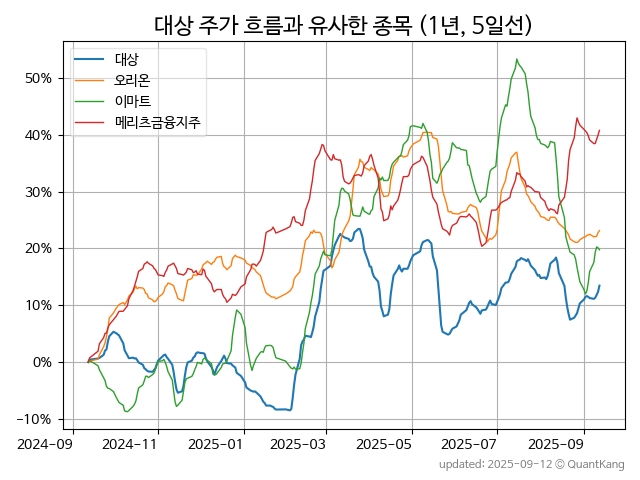 대상 주가 흐름과 유사한 종목 (1년, 5일선)
대상
오리온
이마트
메리츠금융지주
50%
40%
30%
20%
10%
0%
−10%
2024-09 2024-11 2025-01 2025-03 2025-05 2025-07 2025-09
updated: 2025-09-12 © QuantKang